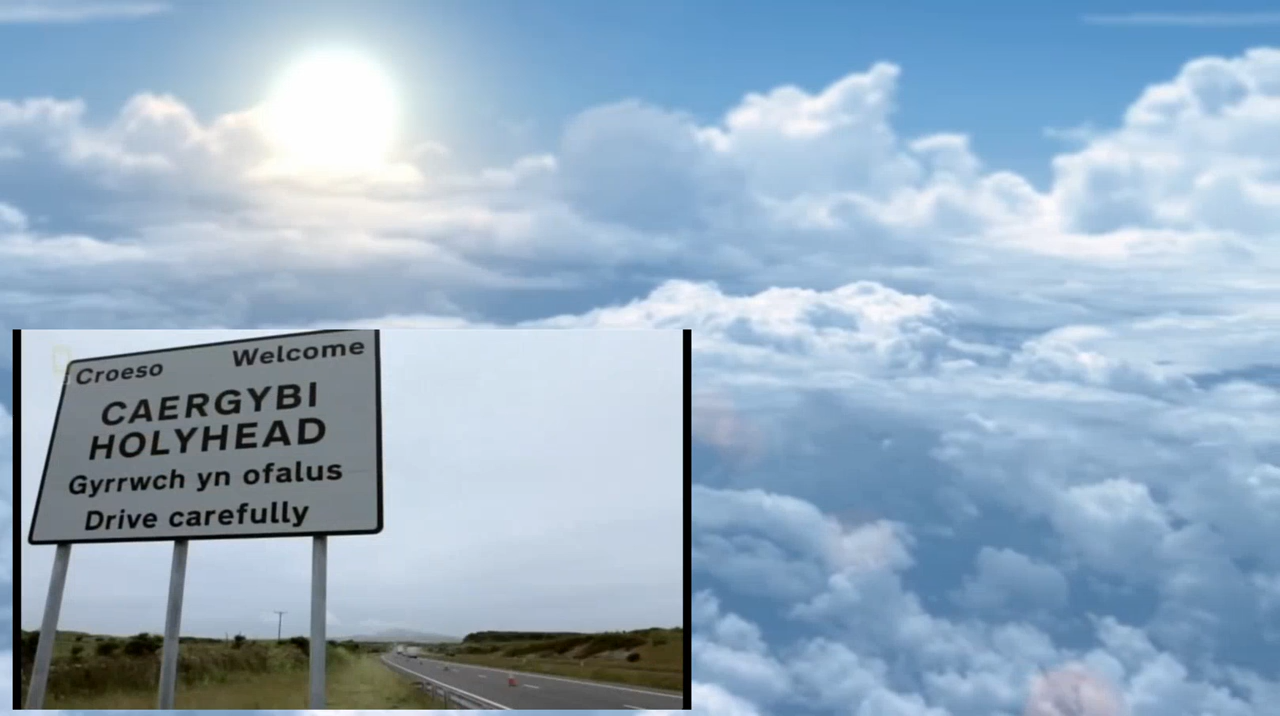 Croeso Welcome
CAERGYBI
HOLYHEAD
Gyrrwch yn ofalus
Drive carefully